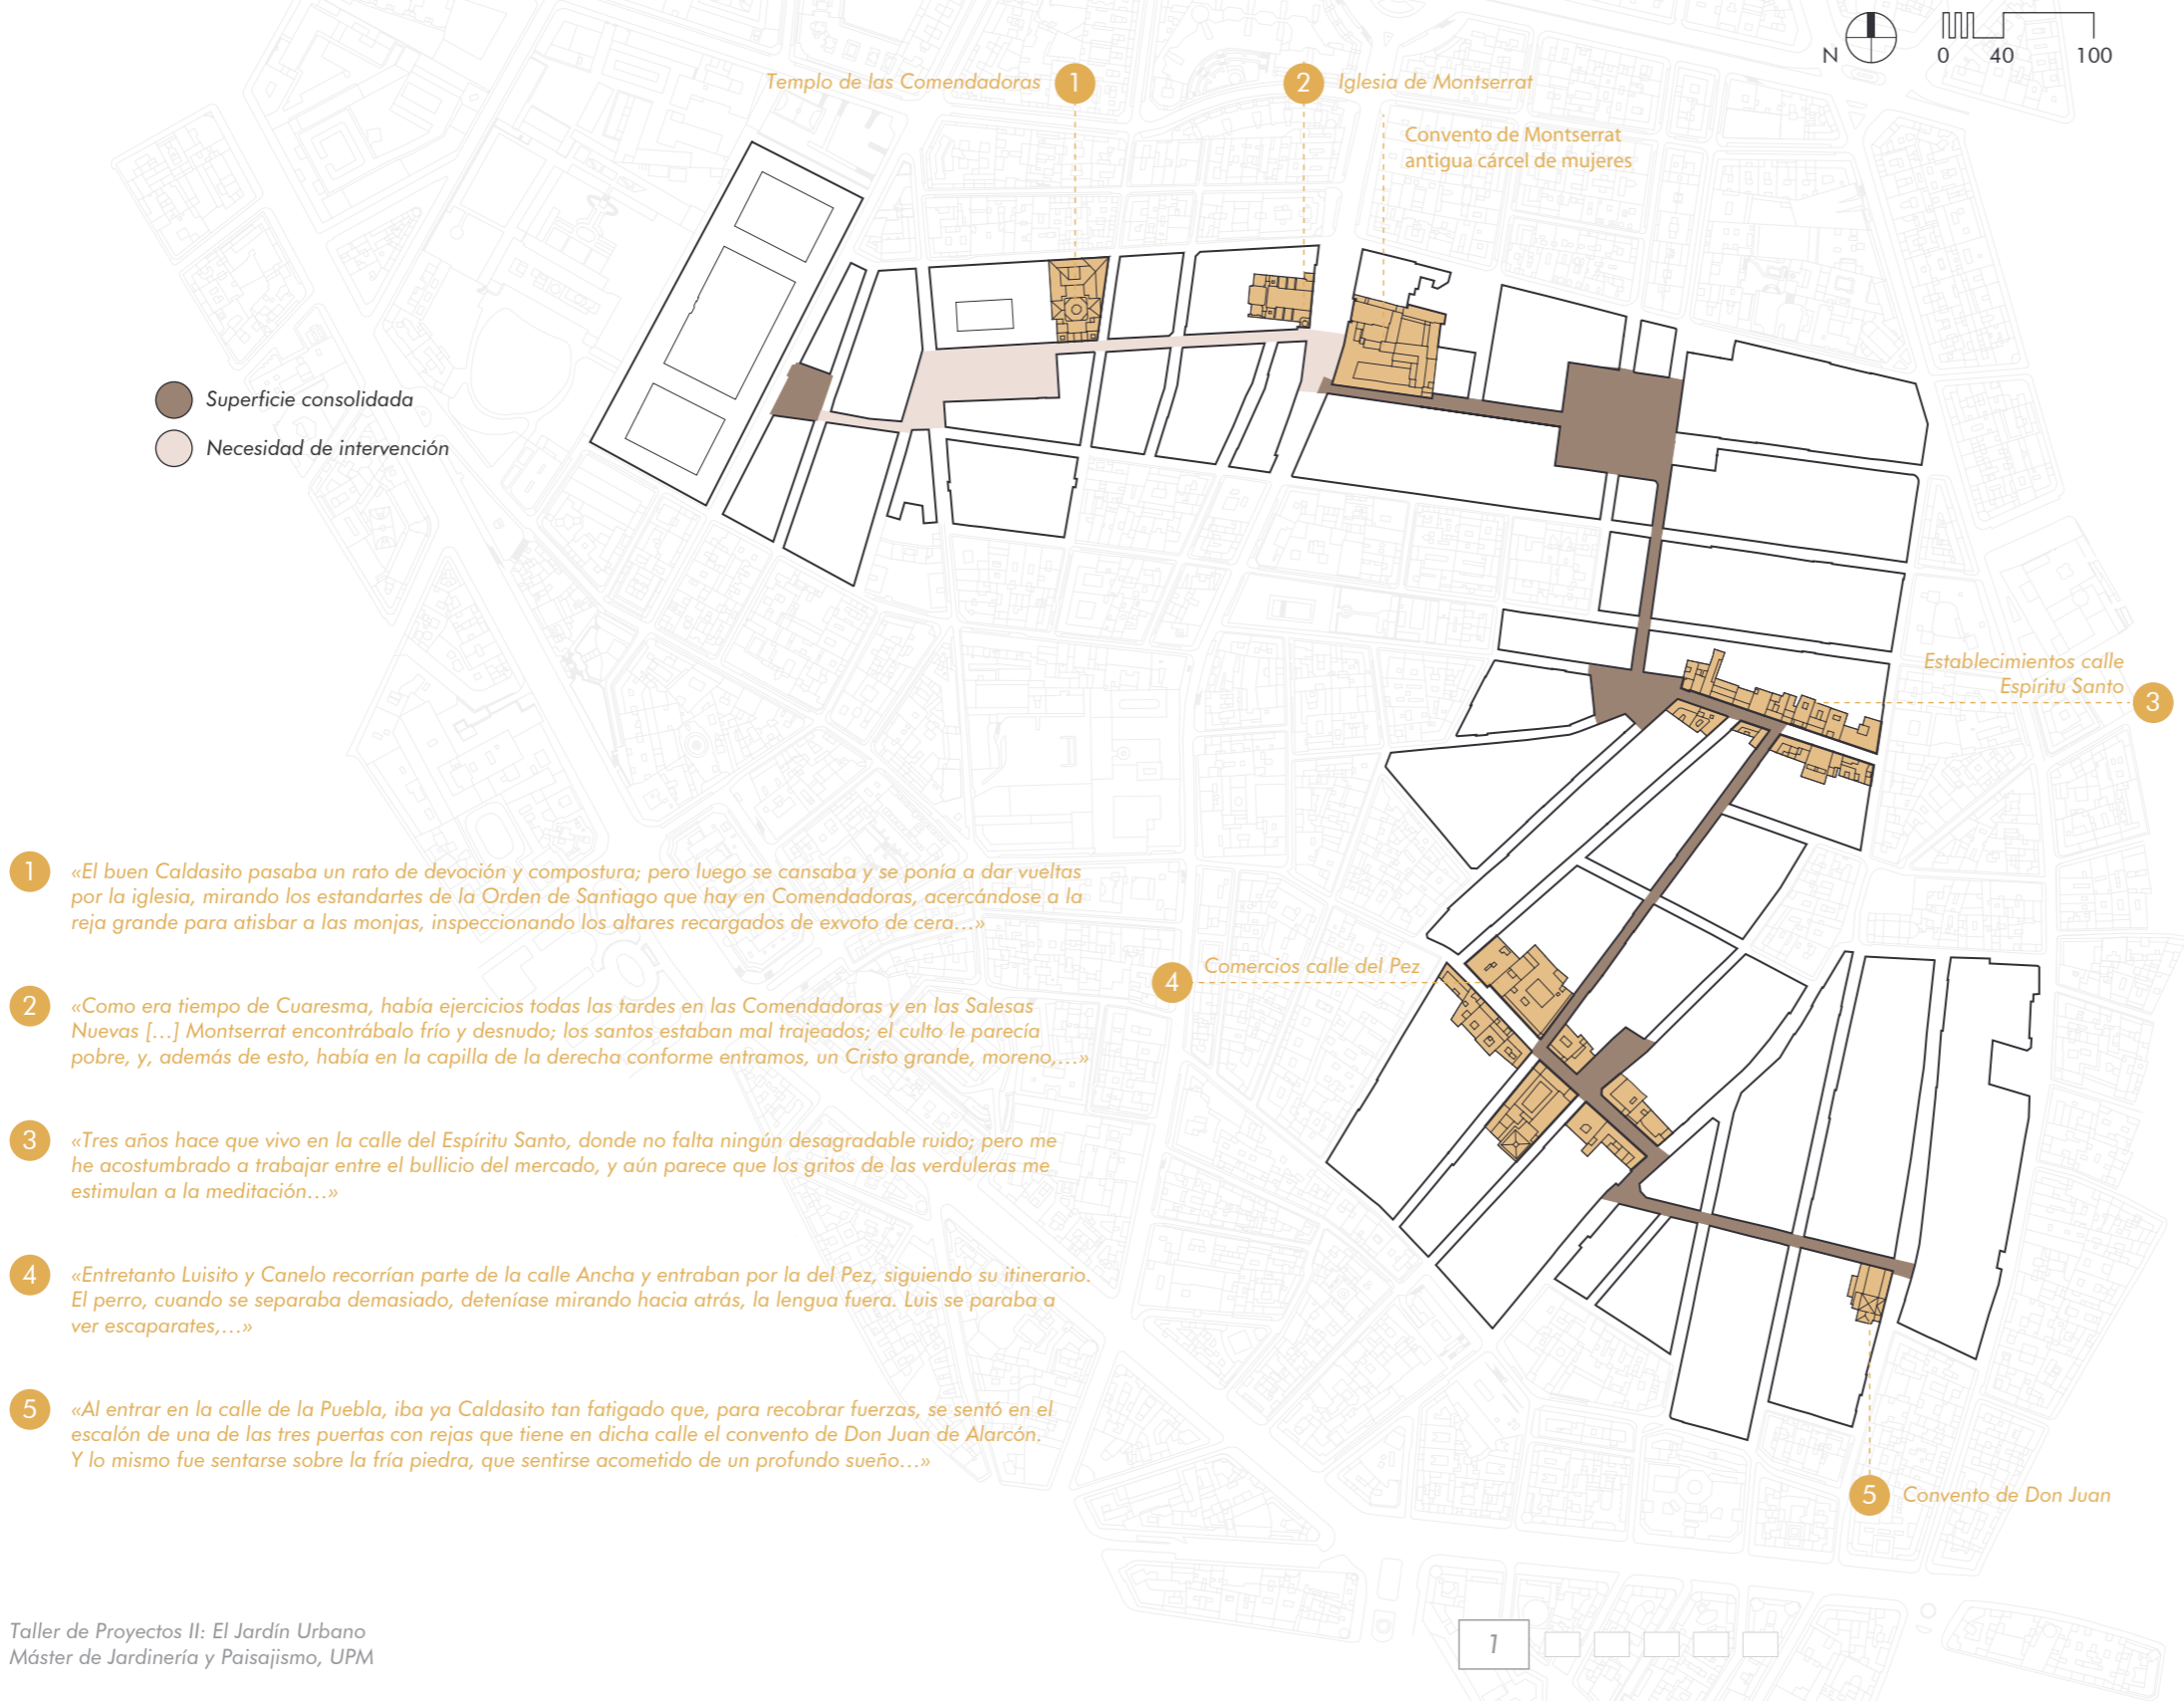 N
0 40 100
Templo de las Comendadoras 1
2 Iglesia de Montserrat
Convento de Montserrat
antigua cárcel de mujeres
Superficie consolidada
Necesidad de intervención
Establecimientos calle
Espíritu Santo
3
4 Comercios calle del Pez
1 «El buen Caldasito pasaba un rato de devoción y compostura; pero luego se cansaba y se ponía a dar vueltas
por la iglesia, mirando los estandartes de la Orden de Santiago que hay en Comendadoras, acercándose a la
reja grande para atisbar a las monjas, inspeccionando los altares recargados de exvoto de cera...»
2 «Como era tiempo de Cuaresma, había ejercicios todas las tardes en las Comendadoras y en las Salesas
Nuevas [...] Montserrat encontrábalo frío y desnudo; los santos estaban mal trajeados; el culto le parecía
pobre, y, además de esto, había en la capilla de la derecha conforme entramos, un Cristo grande, moreno,...»
3 «Tres años hace que vivo en la calle del Espíritu Santo, donde no falta ningún desagradable ruido; pero me
he acostumbrado a trabajar entre el bullicio del mercado, y aún parece que los gritos de las verduleras me
estimulan a la meditación...»
4 «Entretanto Luisito y Canelo recorrían parte de la calle Ancha y entraban por la del Pez, siguiendo su itinerario.
El perro, cuando se separaba demasiado, deteníase mirando hacia atrás, la lengua fuera. Luis se paraba a
ver escaparates,...»
5 «Al entrar en la calle de la Puebla, iba ya Caldasito tan fatigado que, para recobrar fuerzas, se sentó en el
escalón de una de las tres puertas con rejas que tiene en dicha calle el convento de Don Juan de Alarcón.
Y lo mismo fue sentarse sobre la fría piedra, que sentirse acometido de un profundo sueño...»
5 Convento de Don Juan
Taller de Proyectos II: El Jardín Urbano
Máster de Jardinería y Paisajismo, UPM
1